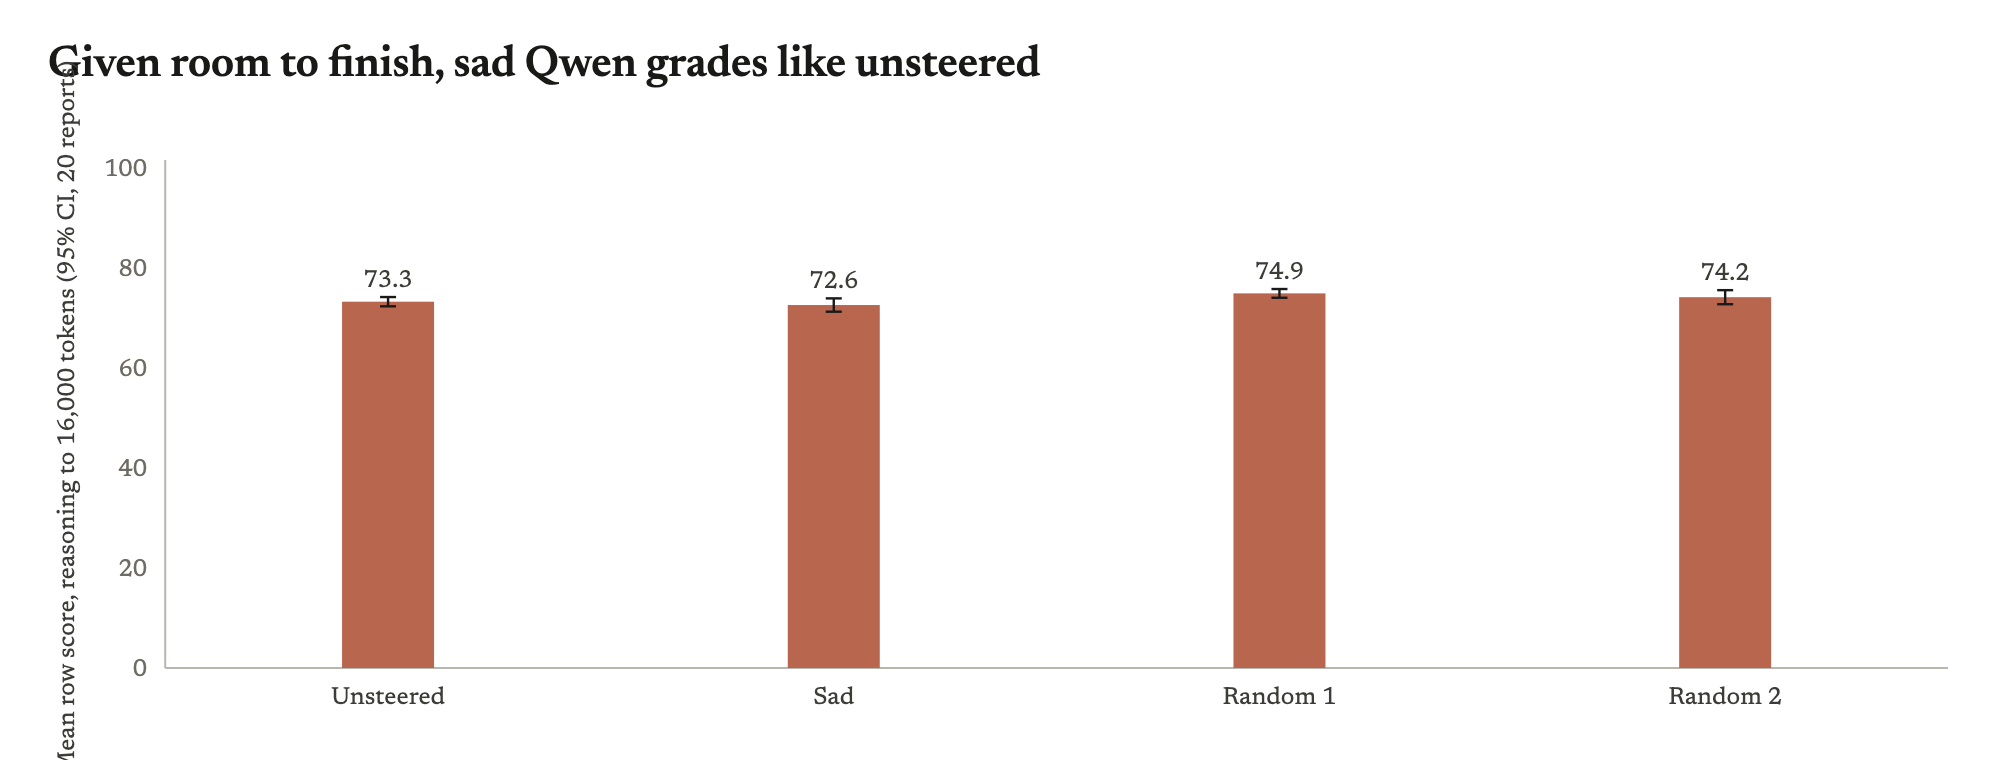 Given room to finish, sad Qwen grades like unsteered
Mean row score, reasoning to 16,000 tokens (95% CI, 20 reports)
100
80
60
40
20
0
73.3
72.6
74.9
74.2
Unsteered
Sad
Random 1
Random 2